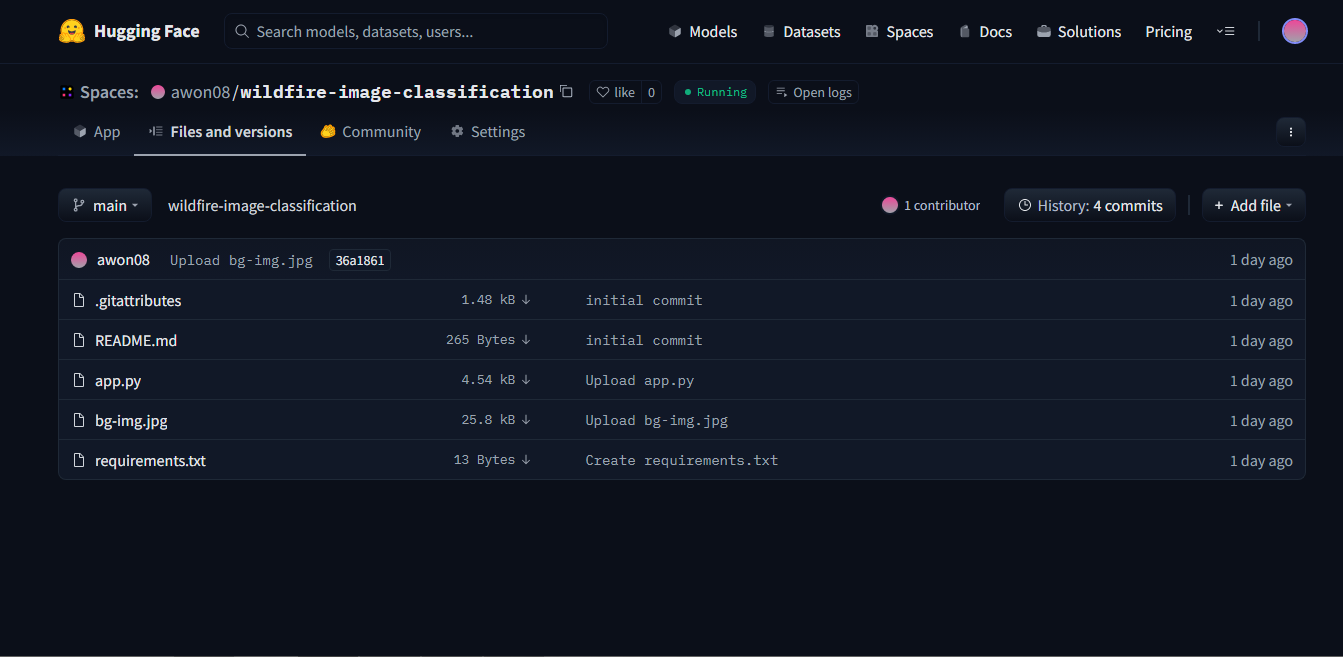 Hugging Face Search models, datasets, users... Models Datasets Spaces Docs Solutions Pricing
Spaces: awon08/wildfire-image-classification like 0 Running Open logs
App Files and versions Community Settings
main wildfire-image-classification 1 contributor History: 4 commits + Add file
awon08 Upload bg-img.jpg 36a1861 1 day ago
.gitattributes 1.48 kB ↓ initial commit 1 day ago
README.md 265 Bytes ↓ initial commit 1 day ago
app.py 4.54 kB ↓ Upload app.py 1 day ago
bg-img.jpg 25.8 kB ↓ Upload bg-img.jpg 1 day ago
requirements.txt 13 Bytes ↓ Create requirements.txt 1 day ago